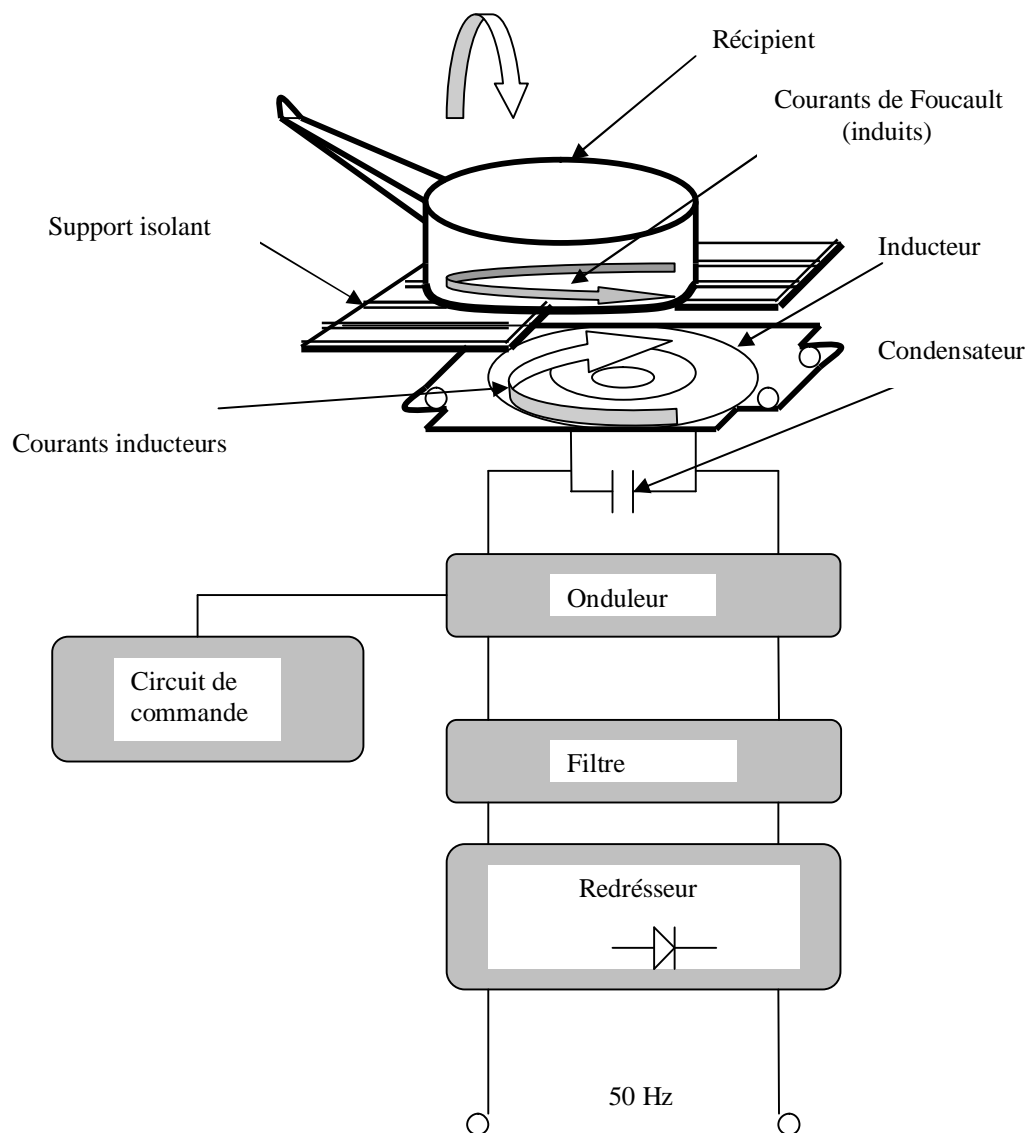 Récipient
Courants de Foucault
(induits)
Support isolant
Inducteur
Condensateur
Courants inducteurs
Onduleur
Circuit de
commande
Filtre
Redrésseur
50 Hz